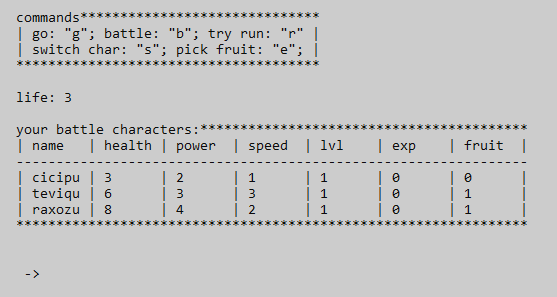 commands******************************
| go: "g"; battle: "b"; try run: "r" |
| switch char: "s"; pick fruit: "e"; |
**************************************
life: 3
your battle characters:*****************************************
| name   | health | power  | speed  | lvl    | exp    | fruit  |
----------------------------------------------------------------
| cicipu | 3      | 2      | 1      | 1      | 0      | 0      |
| teviqu | 6      | 3      | 3      | 1      | 0      | 1      |
| raxozu | 8      | 4      | 2      | 1      | 0      | 1      |
****************************************************************
->